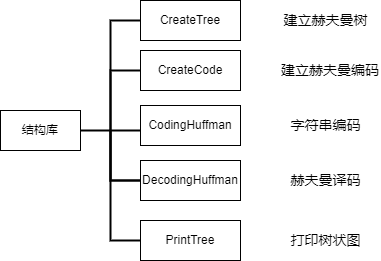 CreateTree 建立赫夫曼树
CreateCode 建立赫夫曼编码
结构库
CodingHuffman 字符串编码
DecodingHuffman 赫夫曼译码
PrintTree 打印树状图